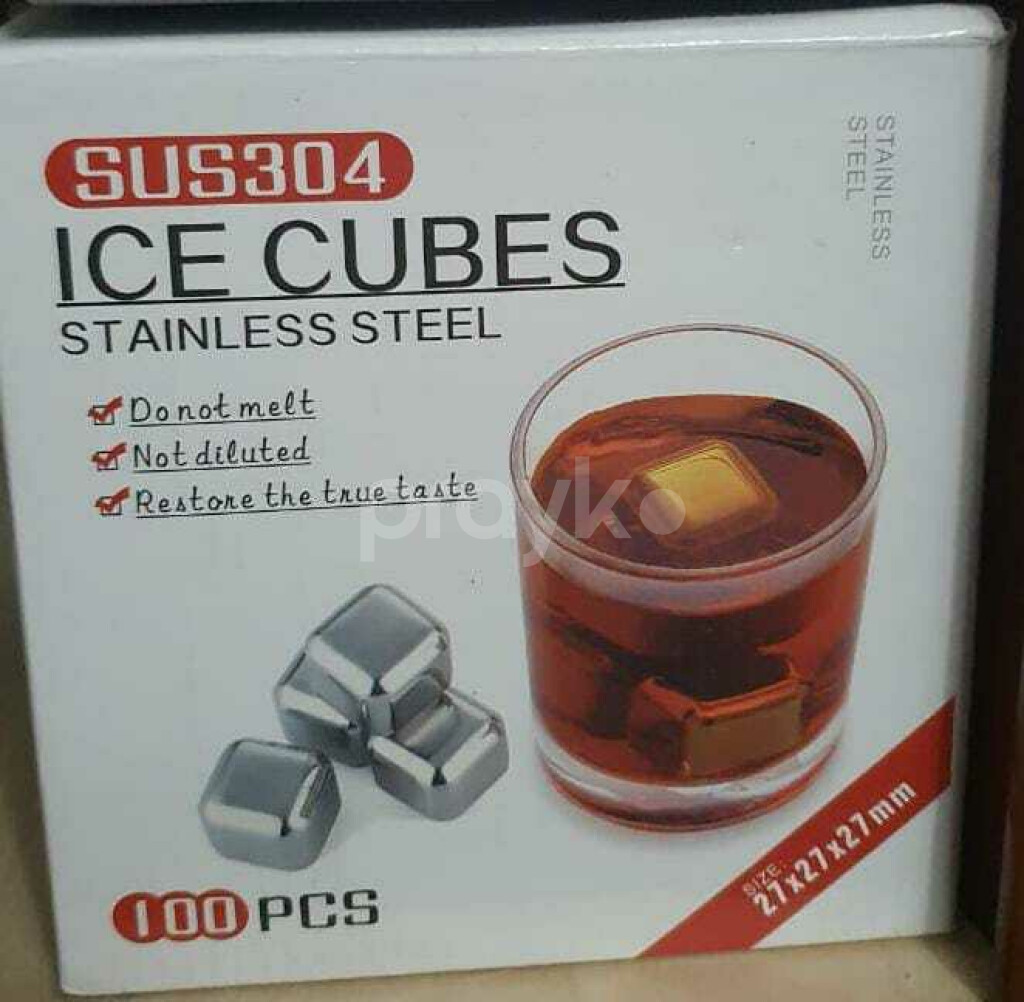 SUS304
ICE CUBES
STAINLESS STEEL
Do not melt
Not diluted
Restore the true taste
STAINLESS
STEEL
prayk
SIZE:
27x27x27mm
100 PCS